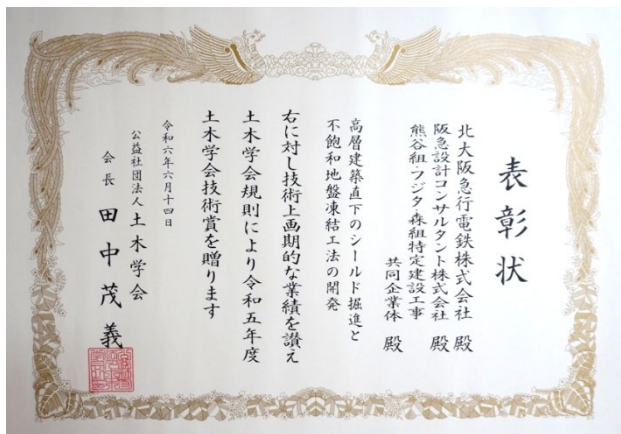 表彰状
北大阪急行電鉄株式会社 殿
阪急設計コンサルタント株式会社 殿
熊谷組・フジタ・森組特定建設工事
共同企業体 殿
高層建築直下のシールド掘進と
不飽和地盤凍結工法の開発
右に対し技術上画期的な業績を讃え
土木学会規則により令和五年度
土木学会技術賞を贈ります
令和六年六月十四日
公益社団法人 土木学会
会長 田中茂義